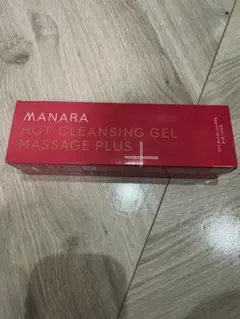 MANARA
HOT CLEANSING GEL
MASSAGE PLUS